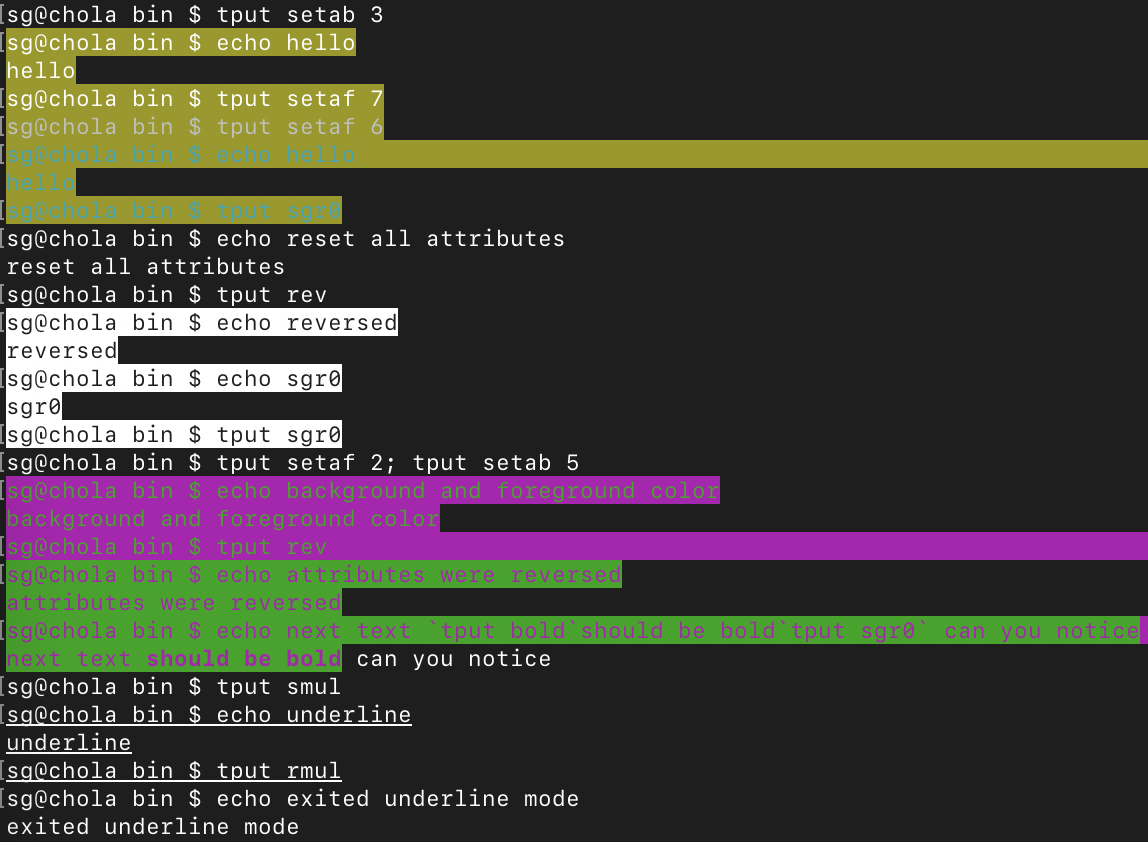 sg@chola bin $ tput setab 3
sg@chola bin $ echo hello
hello
sg@chola bin $ tput setaf 7
sg@chola bin $ tput setaf 6
sg@chola bin $ echo hello
hello
sg@chola bin $ tput sgr0
sg@chola bin $ echo reset all attributes
reset all attributes
sg@chola bin $ tput rev
sg@chola bin $ echo reversed
reversed
sg@chola bin $ echo sgr0
sgr0
sg@chola bin $ tput sgr0
sg@chola bin $ tput setaf 2; tput setab 5
sg@chola bin $ echo background and foreground color
background and foreground color
sg@chola bin $ tput rev
sg@chola bin $ echo attributes were reversed
attributes were reversed
sg@chola bin $ echo next text `tput bold`should be bold`tput sgr0` can you notice
next text should be bold can you notice
sg@chola bin $ tput smul
sg@chola bin $ echo underline
underline
sg@chola bin $ tput rmul
sg@chola bin $ echo exited underline mode
exited underline mode